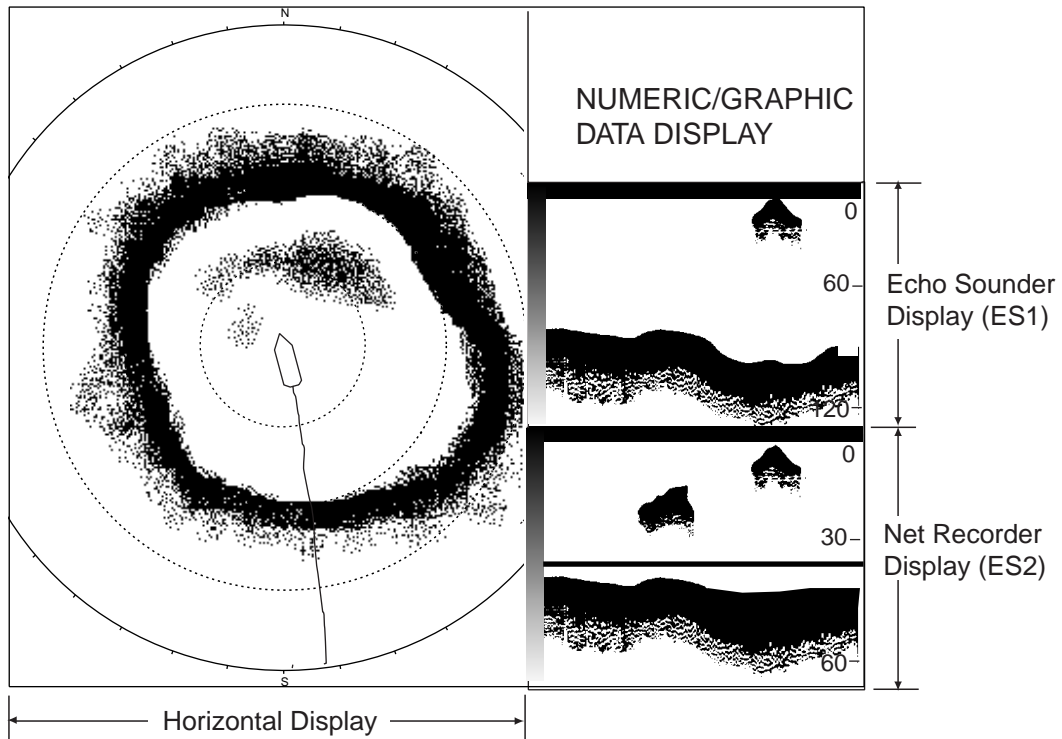 N
NUMERIC/GRAPHIC
DATA DISPLAY
0
60
120
Echo Sounder
Display (ES1)
0
30
60
Net Recorder
Display (ES2)
S
Horizontal Display